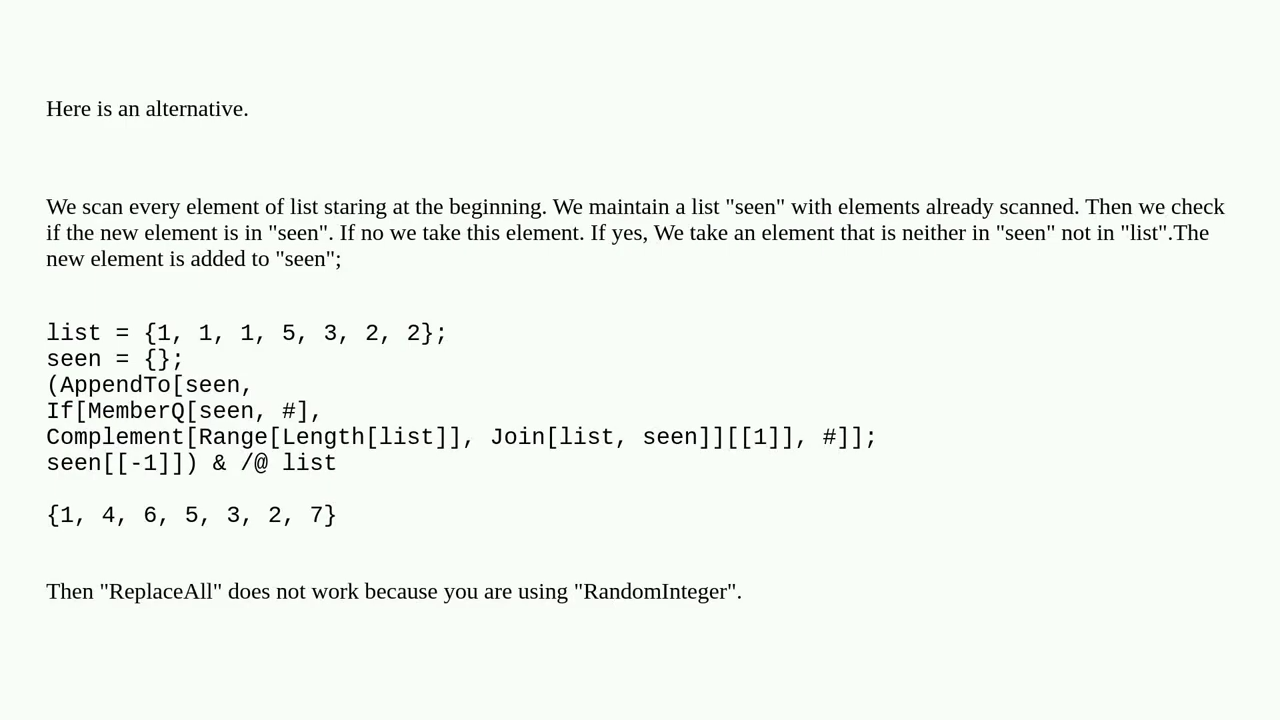 Here is an alternative.
We scan every element of list staring at the beginning. We maintain a list "seen" with elements already scanned. Then we check
if the new element is in "seen". If no we take this element. If yes, We take an element that is neither in "seen" not in "list".The
new element is added to "seen";
list = {1, 1, 1, 5, 3, 2, 2};
seen = {};
(AppendTo[seen,
If[MemberQ[seen, #],
Complement[Range[Length[list]], Join[list, seen]][[1]], #]];
seen[[-1]]) & /@ list
{1, 4, 6, 5, 3, 2, 7}
Then "ReplaceAll" does not work because you are using "RandomInteger".